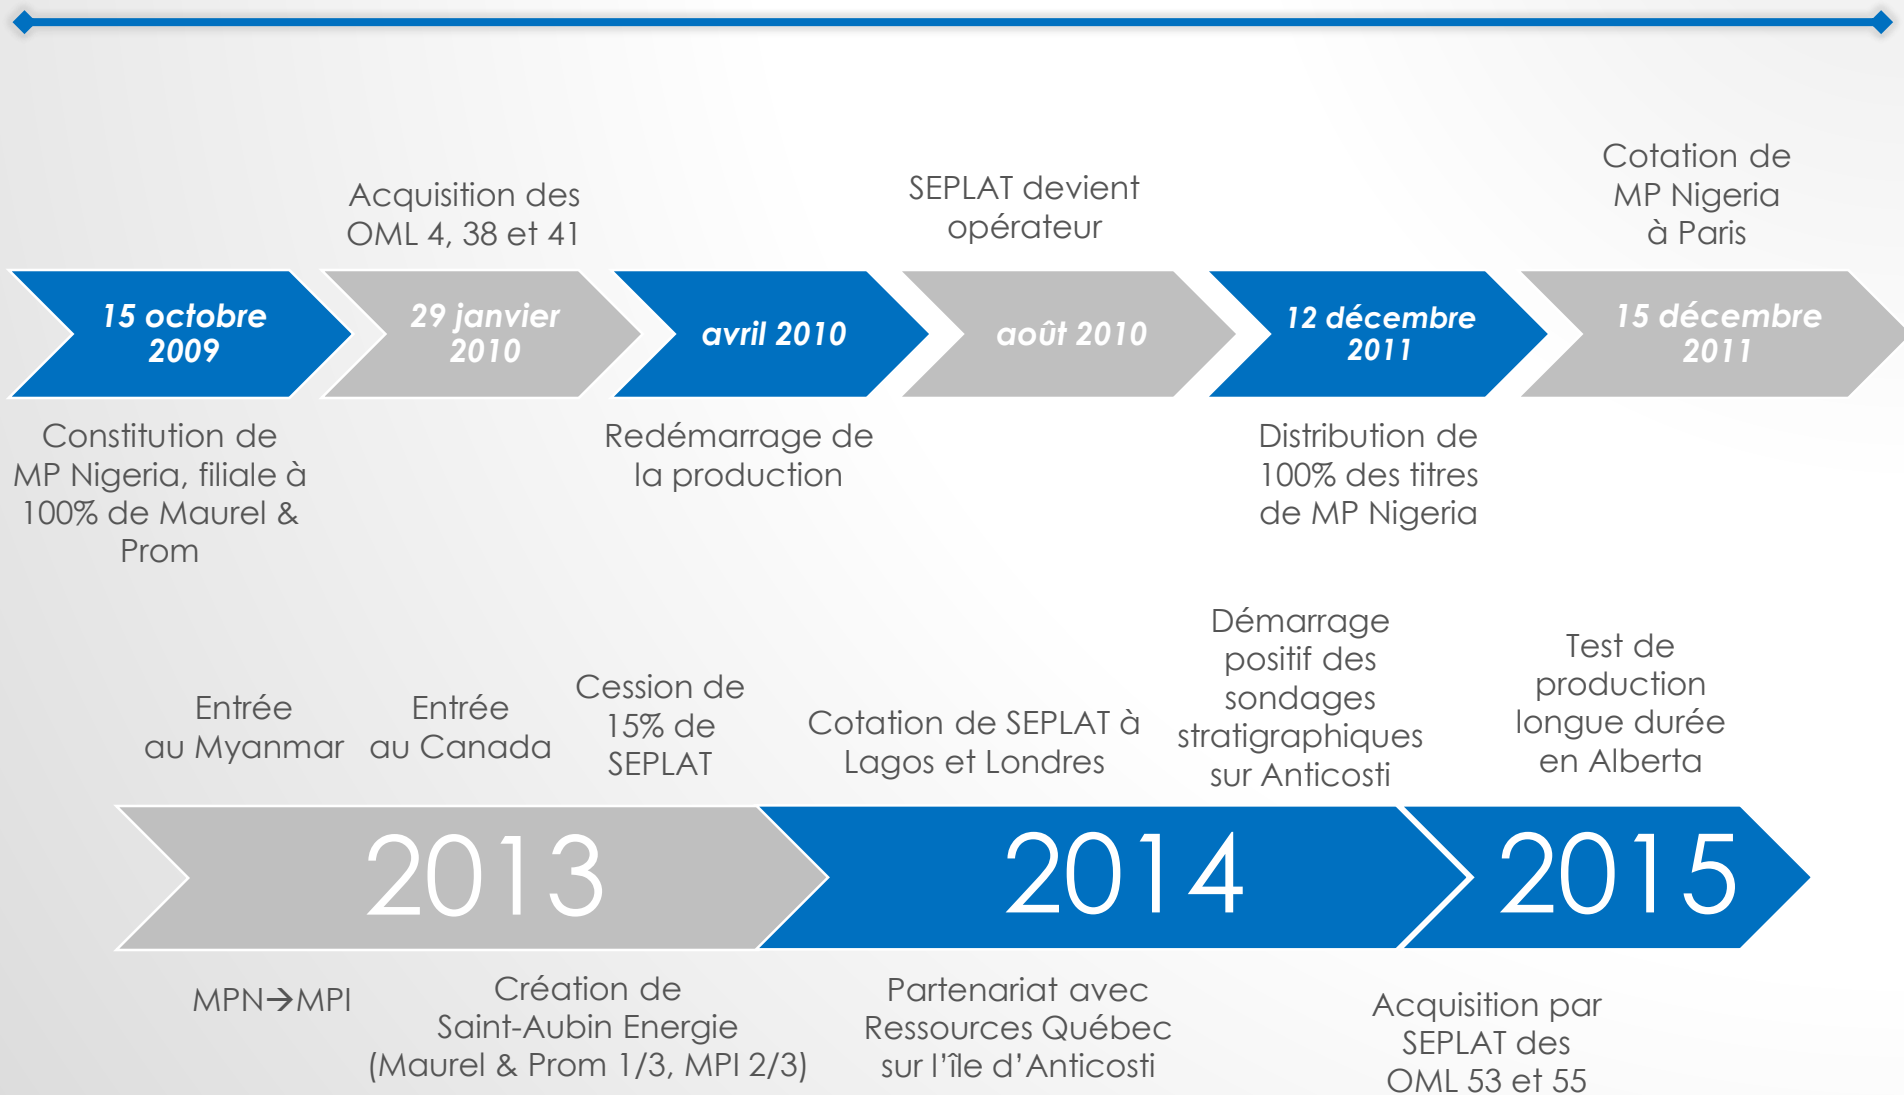 Acquisition des
OML 4, 38 et 41
SEPLAT devient
opérateur
Cotation de
MP Nigeria
à Paris
15 octobre
2009
29 janvier
2010
avril 2010
août 2010
12 décembre
2011
15 décembre
2011
Constitution de
MP Nigeria, filiale à
100% de Maurel &
Prom
Redémarrage de
la production
Distribution de
100% des titres
de MP Nigeria
Entrée
au Myanmar
Entrée
au Canada
Cession de
15% de
SEPLAT
Cotation de SEPLAT à
Lagos et Londres
Démarrage
positif des
sondages
stratigraphiques
sur Anticosti
Test de
production
longue durée
en Alberta
2013
2014
2015
MPN→MPI
Création de
Saint-Aubin Energie
(Maurel & Prom 1/3, MPI 2/3)
Partenariat avec
Ressources Québec
sur l’île d’Anticosti
Acquisition par
SEPLAT des
OML 53 et 55